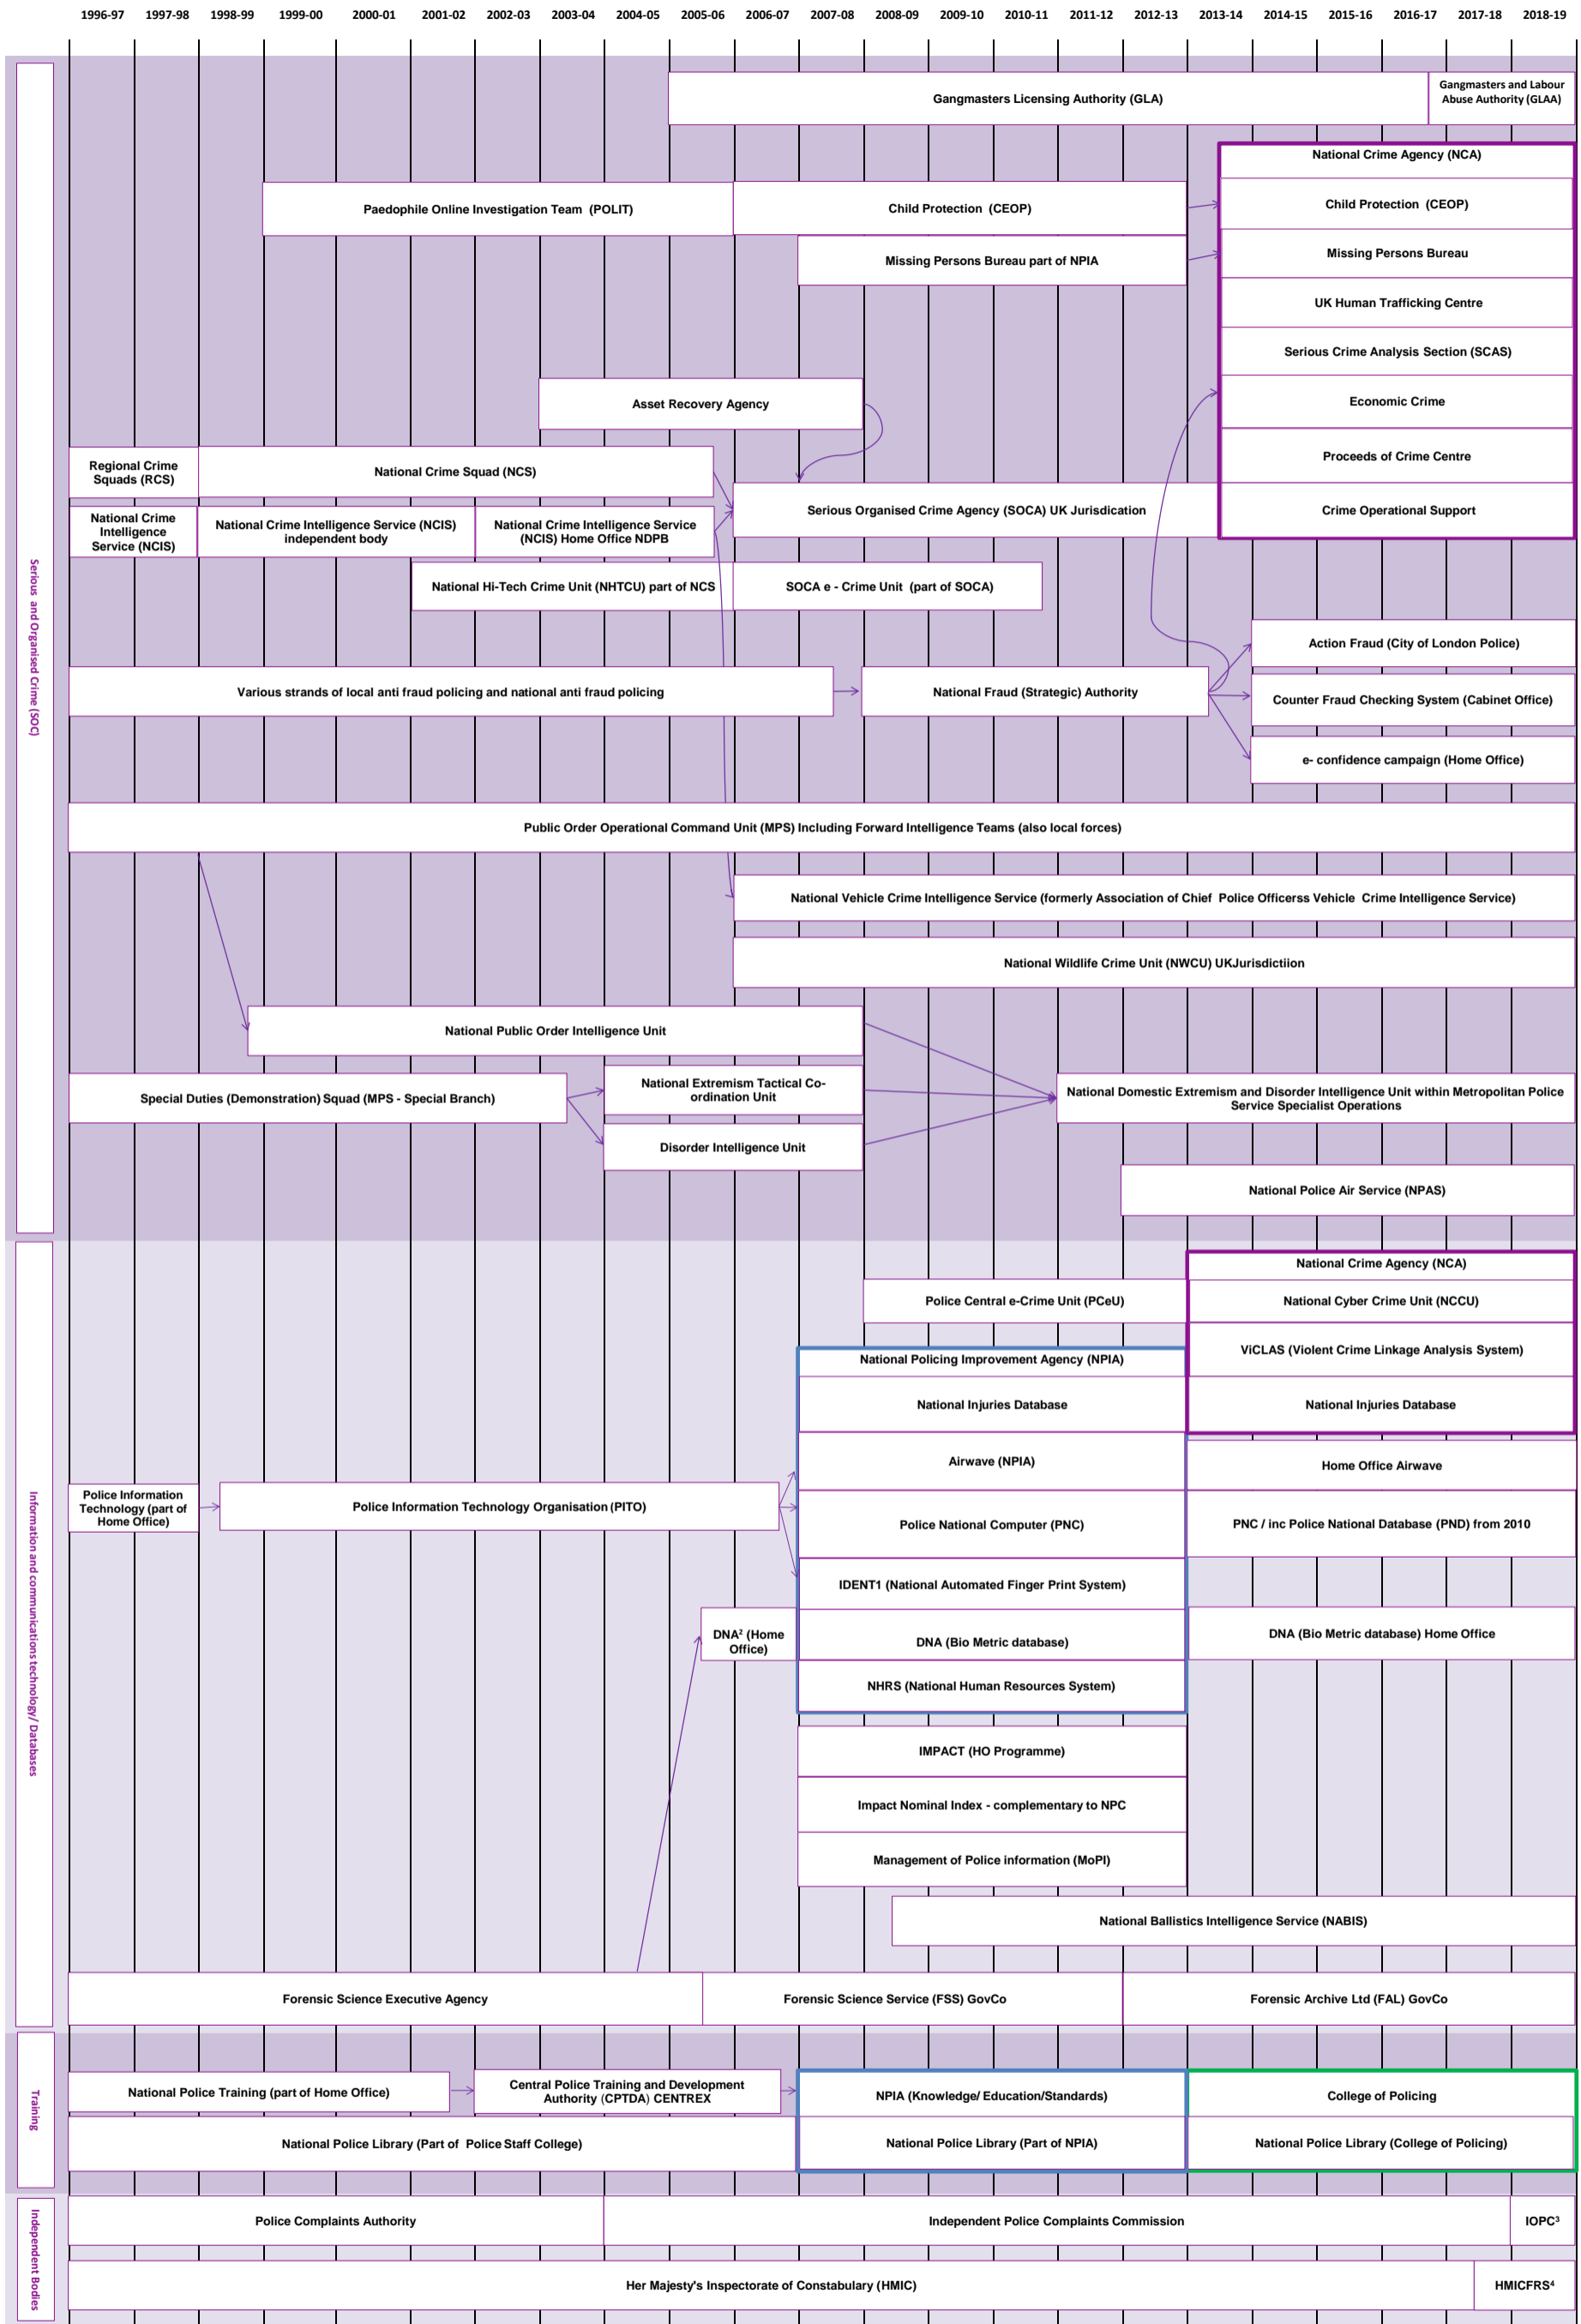 1996-97 1997-98 1998-99 1999-00 2000-01 2001-02 2002-03 2003-04 2004-05 2005-06 2006-07 2007-08 2008-09 2009-10 2010-11 2011-12 2012-13 2013-14 2014-15 2015-16 2016-17 2017-18 2018-19
Serious and Organised Crime (SOC)
Gangmasters Licensing Authority (GLA)
Gangmasters and Labour
Abuse Authority (GLAA)
National Crime Agency (NCA)
Paedophile Online Investigation Team (POLIT)
Child Protection (CEOP)
Child Protection (CEOP)
Missing Persons Bureau part of NPIA
Missing Persons Bureau
UK Human Trafficking Centre
Serious Crime Analysis Section (SCAS)
Asset Recovery Agency
Economic Crime
Regional Crime
Squads (RCS)
National Crime Squad (NCS)
Proceeds of Crime Centre
National Crime
Intelligence
Service (NCIS)
National Crime Intelligence Service (NCIS)
independent body
National Crime Intelligence Service
(NCIS) Home Office NDPB
Serious Organised Crime Agency (SOCA) UK Jurisdication
Crime Operational Support
National Hi-Tech Crime Unit (NHTCU) part of NCS
SOCA e - Crime Unit (part of SOCA)
Action Fraud (City of London Police)
Various strands of local anti fraud policing and national anti fraud policing
National Fraud (Strategic) Authority
Counter Fraud Checking System (Cabinet Office)
e- confidence campaign (Home Office)
Public Order Operational Command Unit (MPS) Including Forward Intelligence Teams (also local forces)
National Vehicle Crime Intelligence Service (formerly Association of Chief Police Officerss Vehicle Crime Intelligence Service)
National Wildlife Crime Unit (NWCU) UKJurisdictiion
National Public Order Intelligence Unit
Special Duties (Demonstration) Squad (MPS - Special Branch)
National Extremism Tactical Co-
ordination Unit
National Domestic Extremism and Disorder Intelligence Unit within Metropolitan Police
Service Specialist Operations
Disorder Intelligence Unit
National Police Air Service (NPAS)
Information and communications technology/ Databases
National Crime Agency (NCA)
Police Central e-Crime Unit (PCeU)
National Cyber Crime Unit (NCCU)
National Policing Improvement Agency (NPIA)
ViCLAS (Violent Crime Linkage Analysis System)
National Injuries Database
National Injuries Database
Airwave (NPIA)
Home Office Airwave
Police Information
Technology (part of
Home Office)
Police Information Technology Organisation (PITO)
Police National Computer (PNC)
PNC / inc Police National Database (PND) from 2010
IDENT1 (National Automated Finger Print System)
DNA² (Home
Office)
DNA (Bio Metric database)
DNA (Bio Metric database) Home Office
NHRS (National Human Resources System)
IMPACT (HO Programme)
Impact Nominal Index - complementary to NPC
Management of Police information (MoPI)
National Ballistics Intelligence Service (NABIS)
Forensic Science Executive Agency
Forensic Science Service (FSS) GovCo
Forensic Archive Ltd (FAL) GovCo
Training
National Police Training (part of Home Office)
Central Police Training and Development
Authority (CPTDA) CENTREX
NPIA (Knowledge/ Education/Standards)
College of Policing
National Police Library (Part of Police Staff College)
National Police Library (Part of NPIA)
National Police Library (College of Policing)
Independent Bodies
Police Complaints Authority
Independent Police Complaints Commission
IOPC³
Her Majesty's Inspectorate of Constabulary (HMIC)
HMICFRS⁴